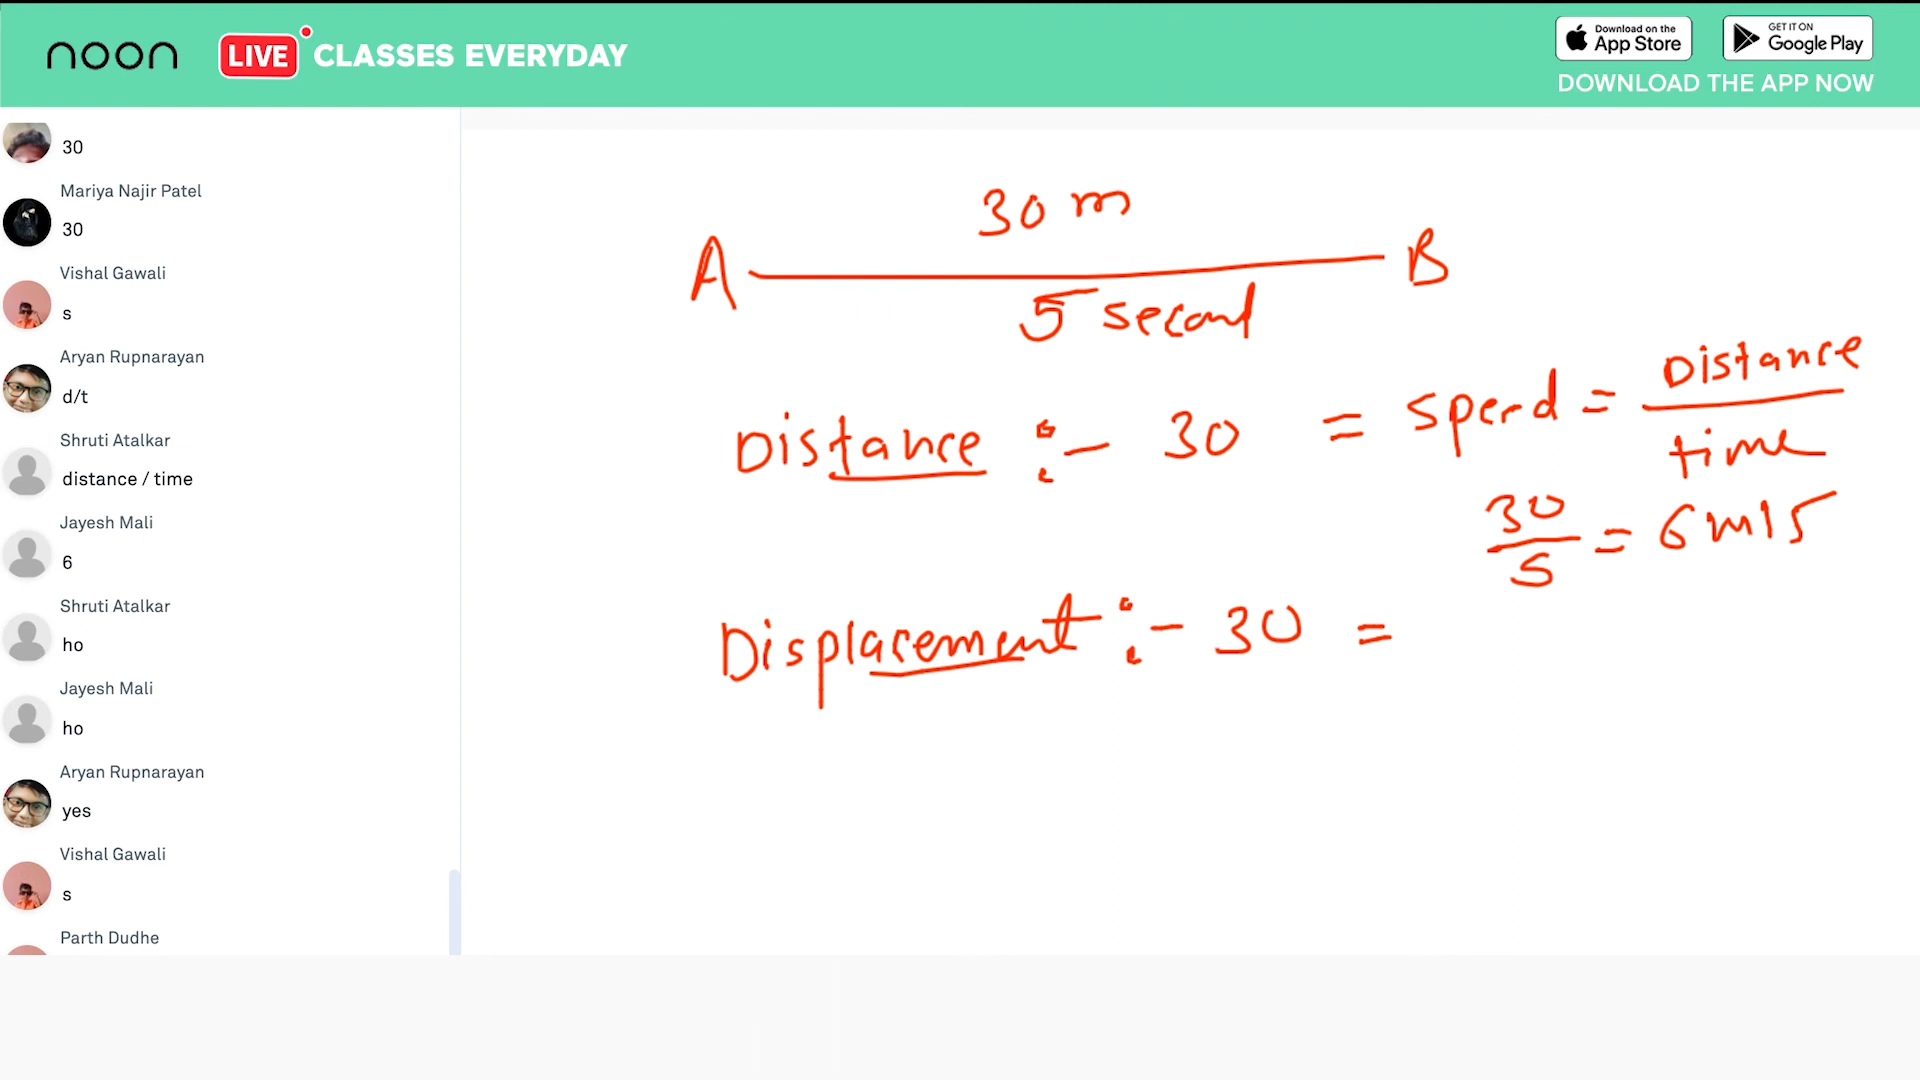 noon LIVE CLASSES EVERYDAY
Download on the
App Store
GET IT ON
Google Play
DOWNLOAD THE APP NOW
30
Mariya Najir Patel
30
Vishal Gawali
s
Aryan Rupnarayan
d/t
Shruti Atalkar
distance / time
Jayesh Mali
6
Shruti Atalkar
ho
Jayesh Mali
ho
Aryan Rupnarayan
yes
Vishal Gawali
s
Parth Dudhe
30 m
A B
5 second
Distance :- 30 = speed = Distance
time
30
5
= 6 m/s
Displacement :- 30 =